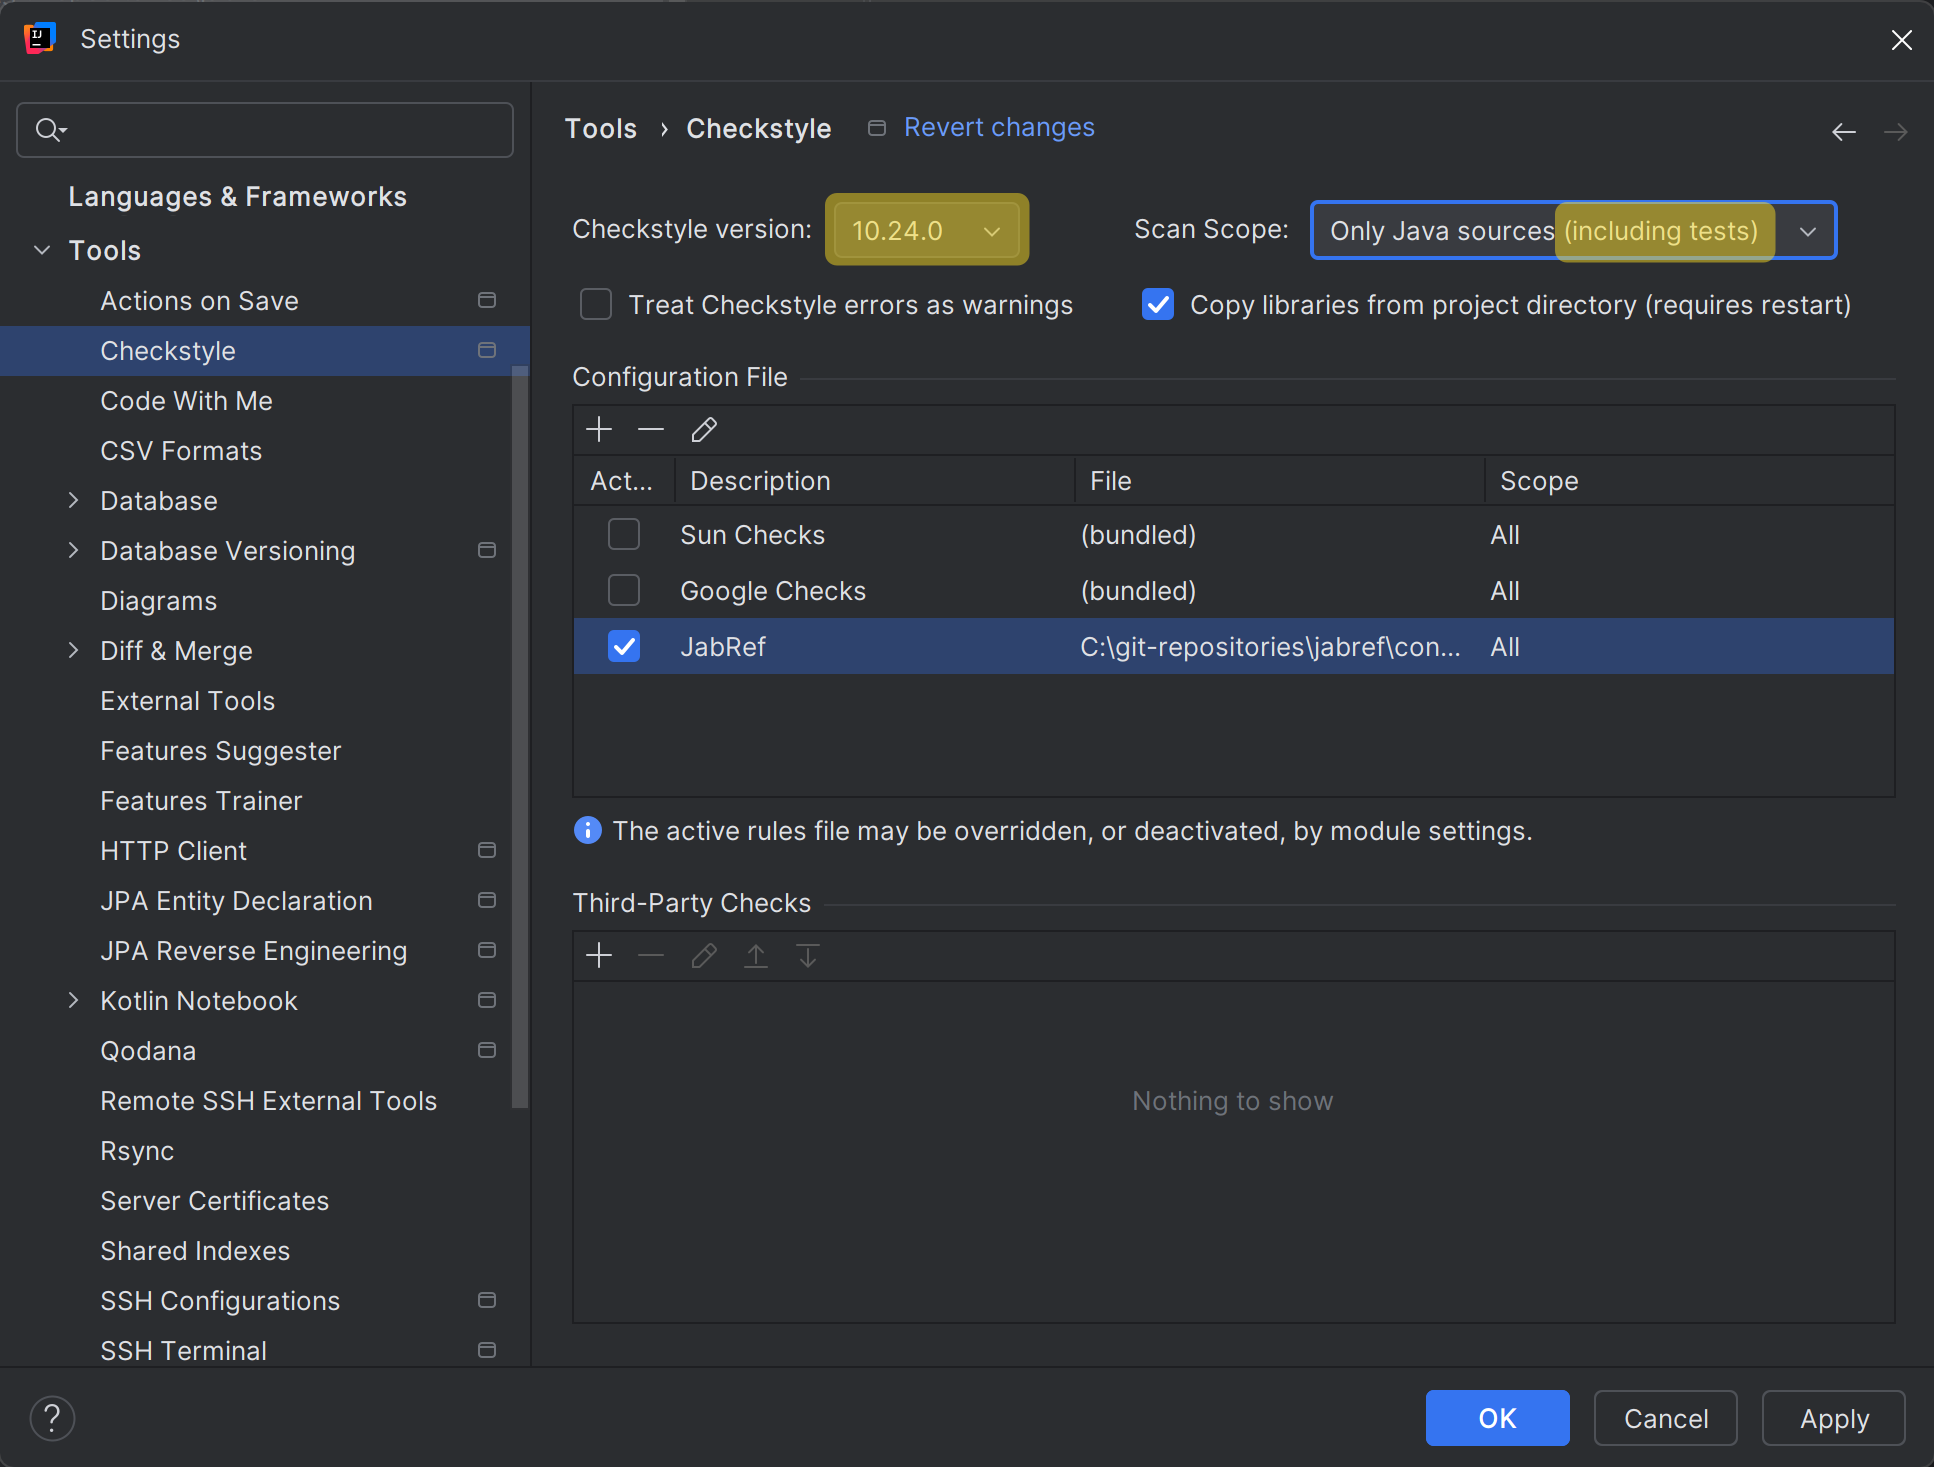 Settings
Languages & Frameworks
Tools
Actions on Save
Checkstyle
Code With Me
CSV Formats
Database
Database Versioning
Diagrams
Diff & Merge
External Tools
Features Suggester
Features Trainer
HTTP Client
JPA Entity Declaration
JPA Reverse Engineering
Kotlin Notebook
Qodana
Remote SSH External Tools
Rsync
Server Certificates
Shared Indexes
SSH Configurations
SSH Terminal
Tools › Checkstyle Revert changes
Checkstyle version: 10.24.0 Scan Scope: Only Java sources (including tests)
Treat Checkstyle errors as warnings Copy libraries from project directory (requires restart)
Configuration File
Act... Description File Scope
Sun Checks (bundled) All
Google Checks (bundled) All
JabRef C:\git-repositories\jabref\con... All
The active rules file may be overridden, or deactivated, by module settings.
Third-Party Checks
Nothing to show
? OK Cancel Apply